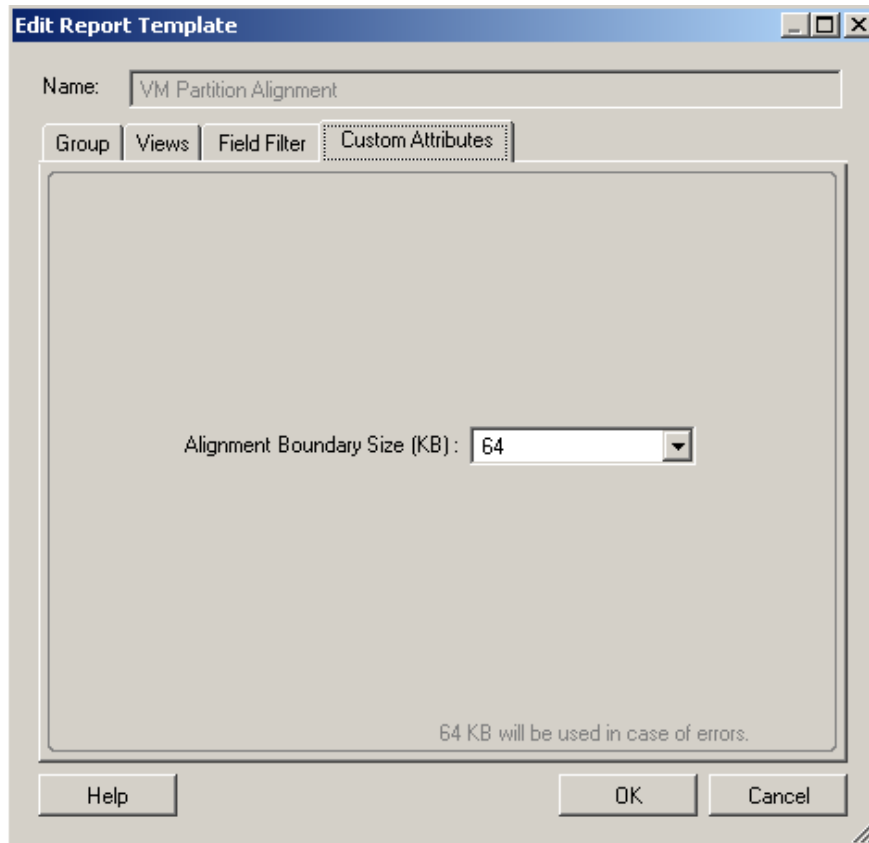 Edit Report Template
Name: VM Partition Alignment
Group Views Field Filter Custom Attributes
Alignment Boundary Size (KB) : 64
64 KB will be used in case of errors.
Help OK Cancel